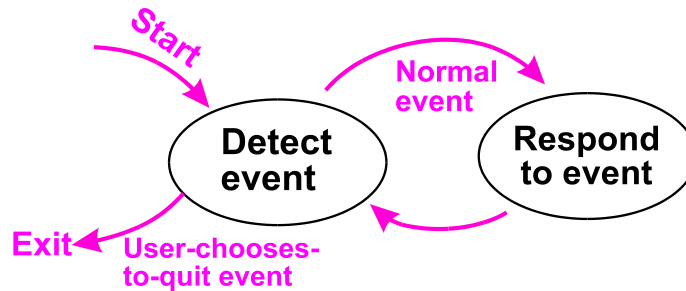 Start
Normal
event
Detect
event
Respond
to event
Exit
User-chooses-
to-quit event